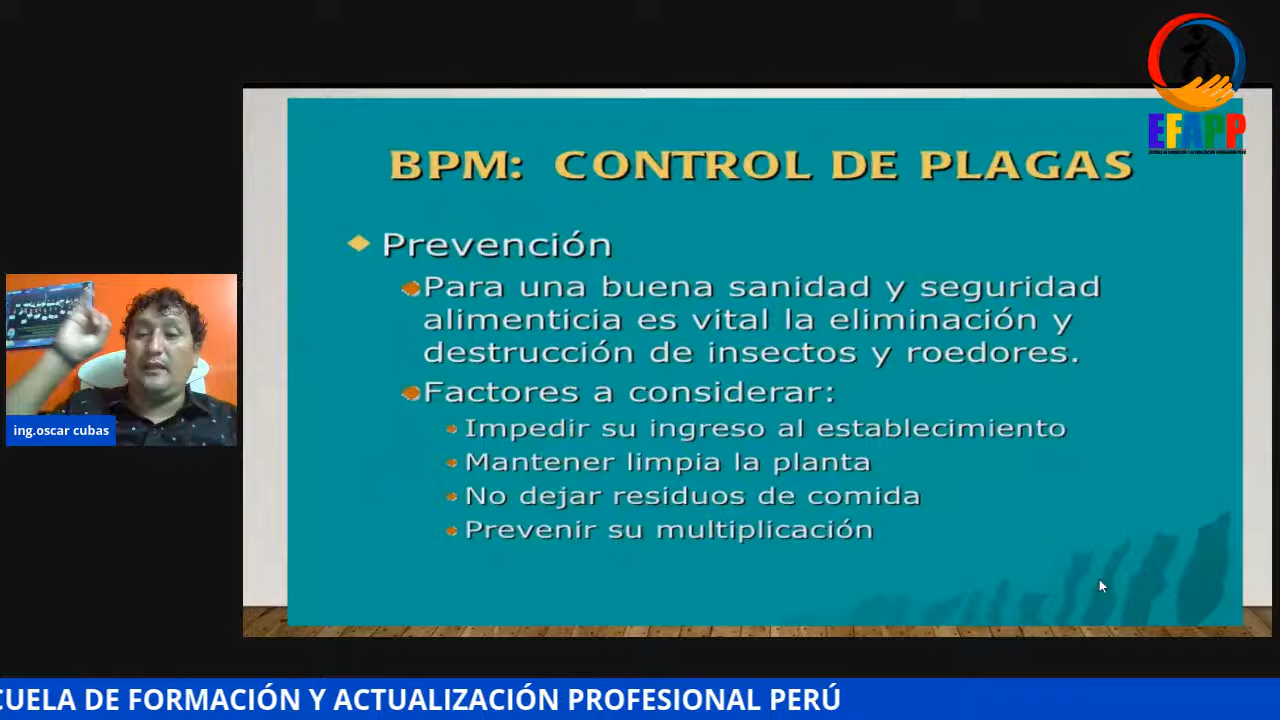 EFAPP
BPM: CONTROL DE PLAGAS
Prevención
Para una buena sanidad y seguridad
alimenticia es vital la eliminación y
destrucción de insectos y roedores.
Factores a considerar:
Impedir su ingreso al establecimiento
Mantener limpia la planta
No dejar residuos de comida
Prevenir su multiplicación
ing.oscar cubas
CUELA DE FORMACIÓN Y ACTUALIZACIÓN PROFESIONAL PERÚ